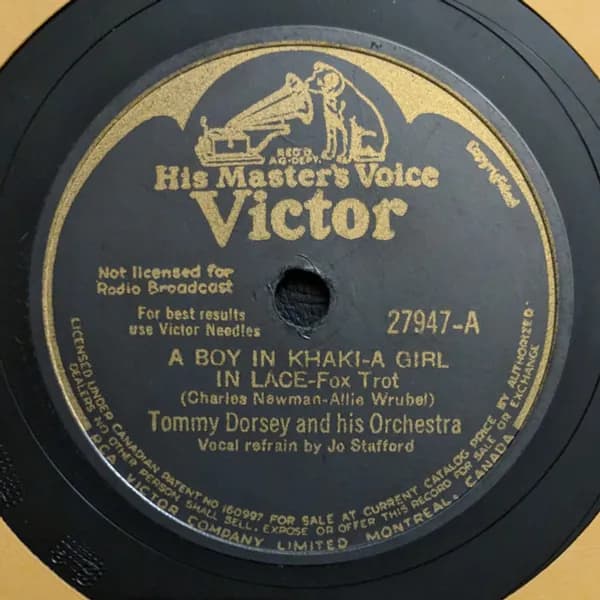 REG'D.
AG-DEPT.
Copyrighted
His Master's Voice
Victor
Not licensed for
Radio Broadcast
For best results
use Victor Needles
27947-A
A BOY IN KHAKI-A GIRL
IN LACE-Fox Trot
(Charles Newman-Allie Wrubel)
Tommy Dorsey and his Orchestra
Vocal refrain by Jo Stafford
LICENSED UNDER CANADIAN PATENT NO 160997 FOR SALE AT CURRENT CATALOG PRICE BY AUTHORIZED
DEALERS NO OTHER PERSON SHALL SELL, EXPOSE OR OFFER THIS RECORD FOR SALE OR EXCHANGE
RCA VICTOR COMPANY LIMITED MONTREAL, CANADA